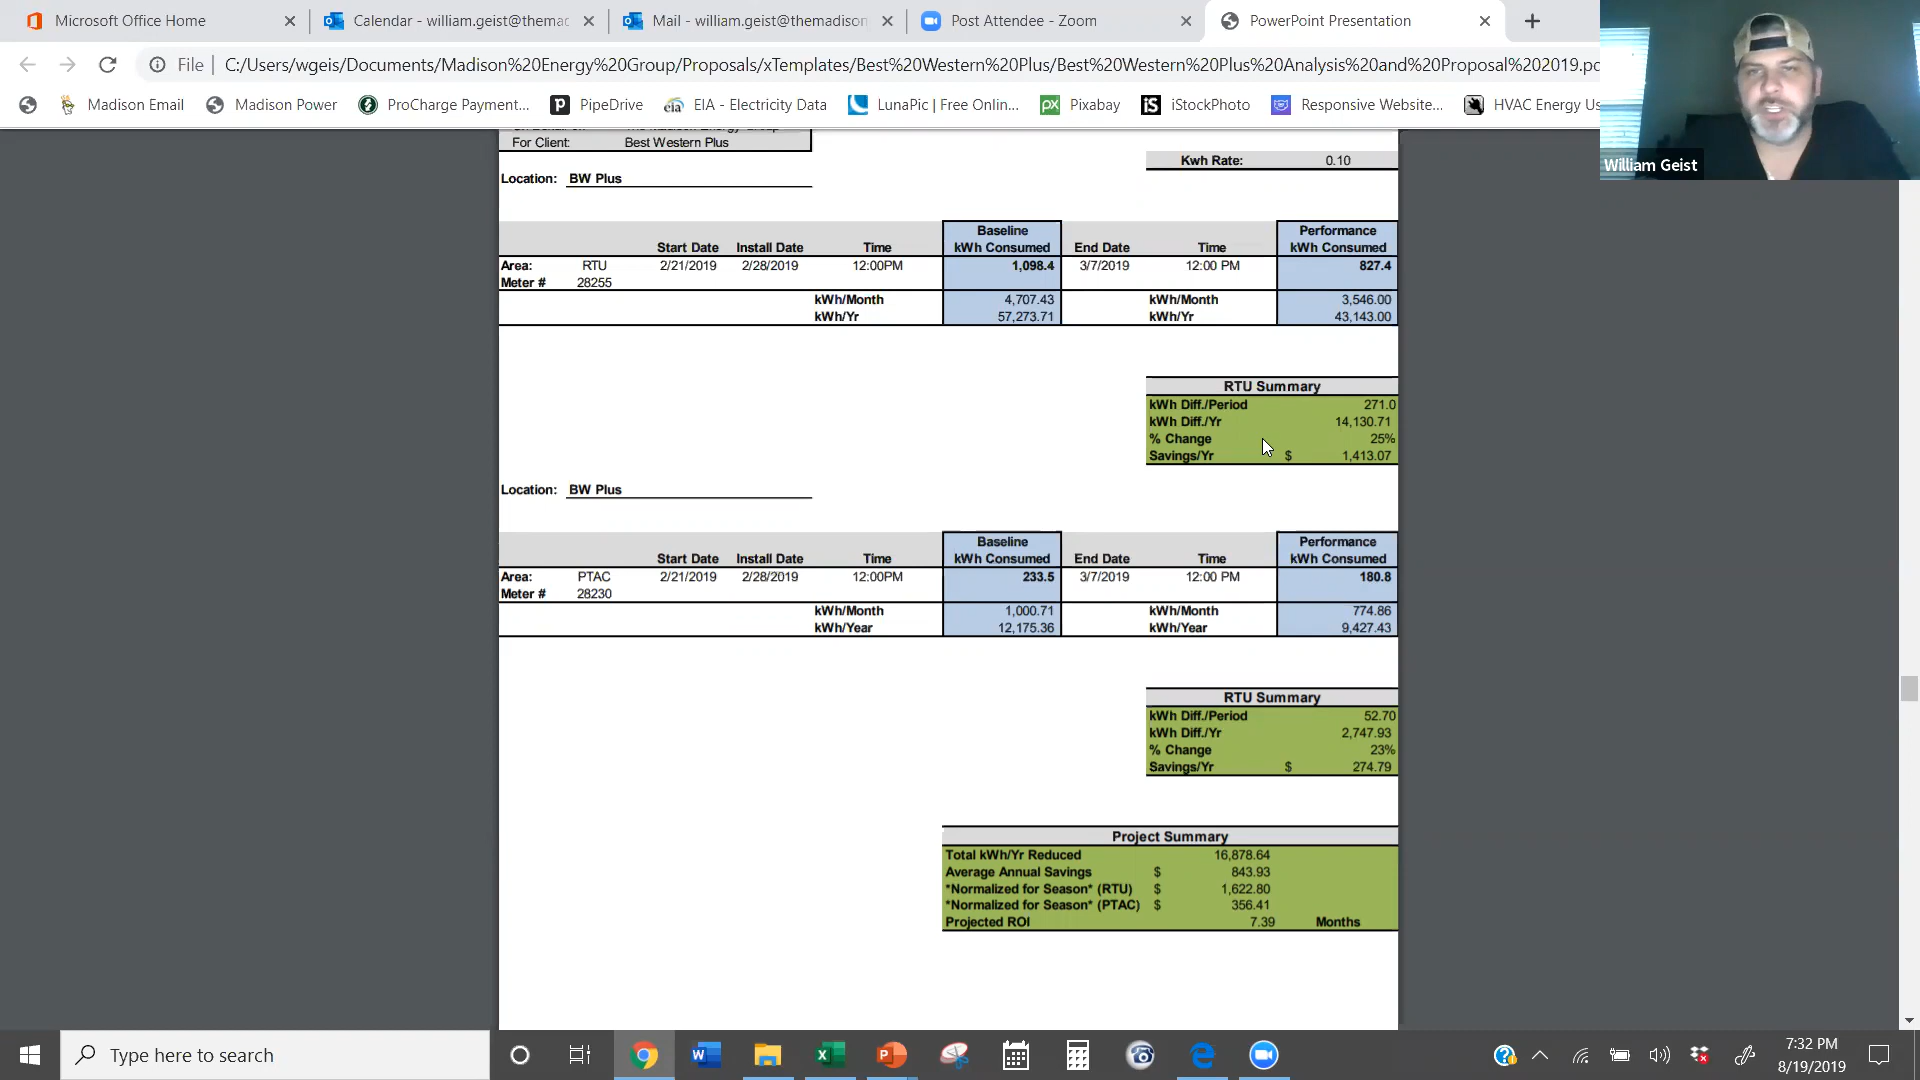 Microsoft Office Home
Calendar - william.geist@themad
Mail - william.geist@themadison
Post Attendee - Zoom
PowerPoint Presentation
File
C:/Users/wgeis/Documents/Madison%20Energy%20Group/Proposals/xTemplates/Best%20Western%20Plus/Best%20Western%20Plus%20Analysis%20and%20Proposal%202019.pd
Madison Email
Madison Power
ProCharge Payment...
PipeDrive
eia
EIA - Electricity Data
LunaPic | Free Onlin...
px
Pixabay
iS
iStockPhoto
Responsive Website...
HVAC Energy Us
William Geist
On Behalf of: The Madison Energy Group
For Client: Best Western Plus
Kwh Rate: 0.10
Location: BW Plus
Baseline Performance
Start Date Install Date Time kWh Consumed End Date Time kWh Consumed
Area: RTU 2/21/2019 2/28/2019 12:00PM 1,098.4 3/7/2019 12:00 PM 827.4
Meter # 28255
kWh/Month 4,707.43 kWh/Month 3,546.00
kWh/Yr 57,273.71 kWh/Yr 43,143.00
RTU Summary
kWh Diff./Period 271.0
kWh Diff./Yr 14,130.71
% Change 25%
Savings/Yr $ 1,413.07
Location: BW Plus
Baseline Performance
Start Date Install Date Time kWh Consumed End Date Time kWh Consumed
Area: PTAC 2/21/2019 2/28/2019 12:00PM 233.5 3/7/2019 12:00 PM 180.8
Meter # 28230
kWh/Month 1,000.71 kWh/Month 774.86
kWh/Year 12,175.36 kWh/Year 9,427.43
RTU Summary
kWh Diff./Period 52.70
kWh Diff./Yr 2,747.93
% Change 23%
Savings/Yr $ 274.79
Project Summary
Total kWh/Yr Reduced 16,878.64
Average Annual Savings $ 843.93
*Normalized for Season* (RTU) $ 1,622.80
*Normalized for Season* (PTAC) $ 356.41
Projected ROI 7.39 Months
Type here to search
7:32 PM
8/19/2019